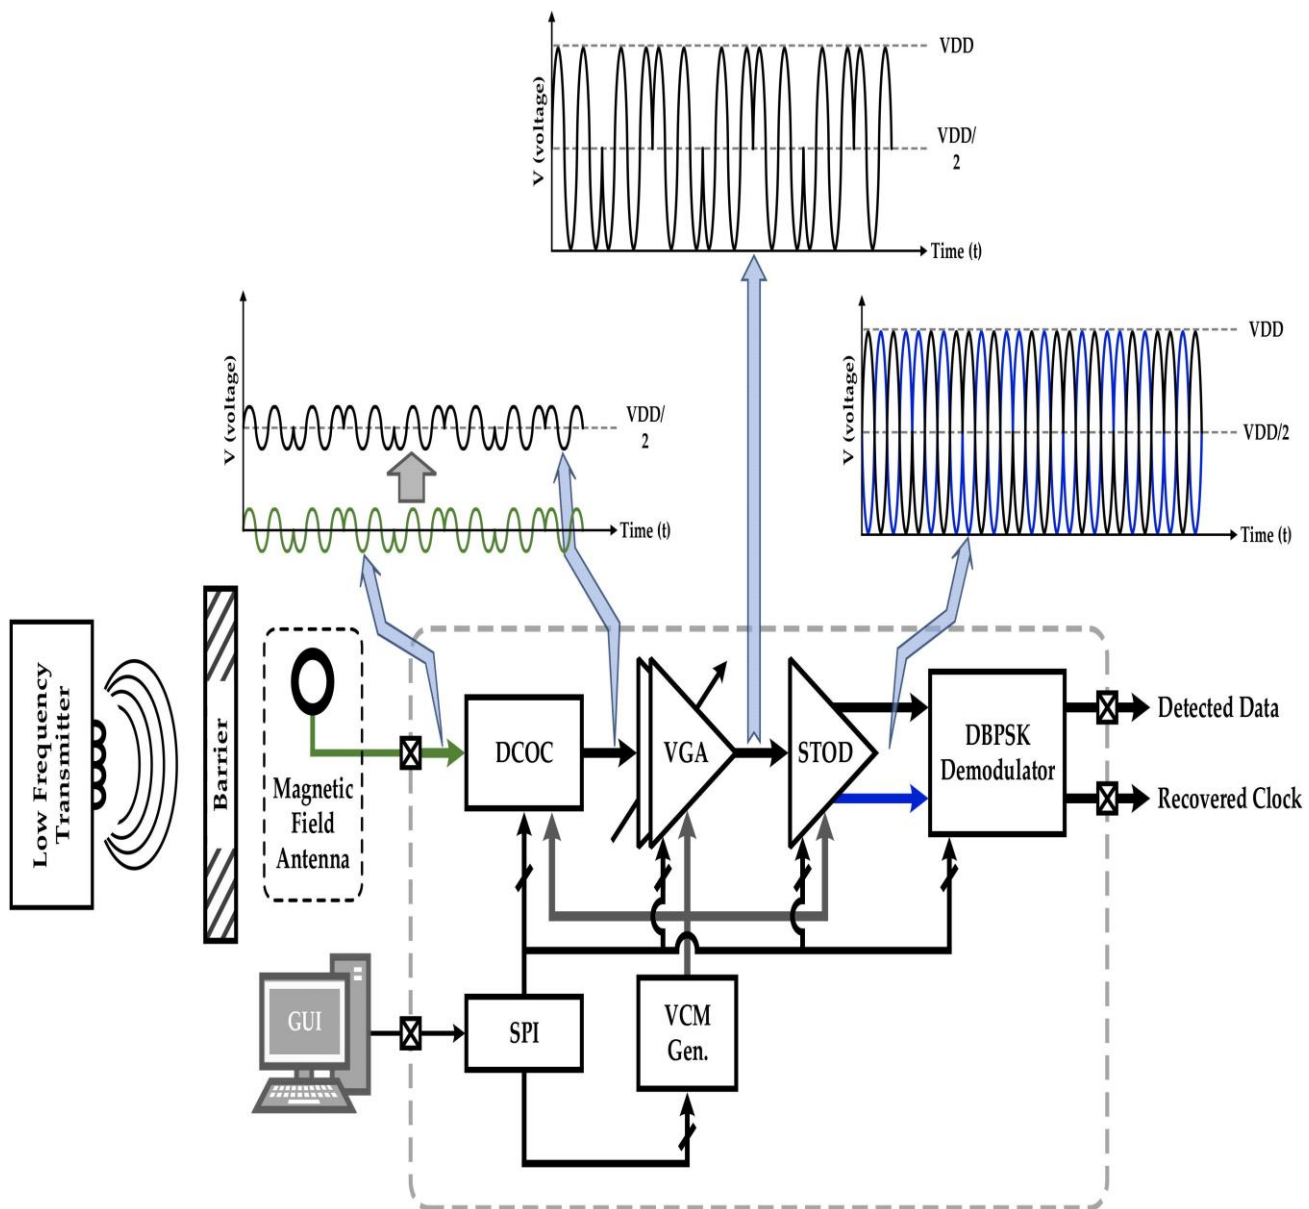 VDD
VDD/
2
V (voltage)
Time (t)
V (voltage)
VDD/
2
Time (t)
V (voltage)
VDD
VDD/2
Time (t)
Low Frequency
Transmitter
Barrier
Magnetic
Field
Antenna
DCOC
VGA
STOD
DBPSK
Demodulator
Detected Data
Recovered Clock
GUI
SPI
VCM
Gen.